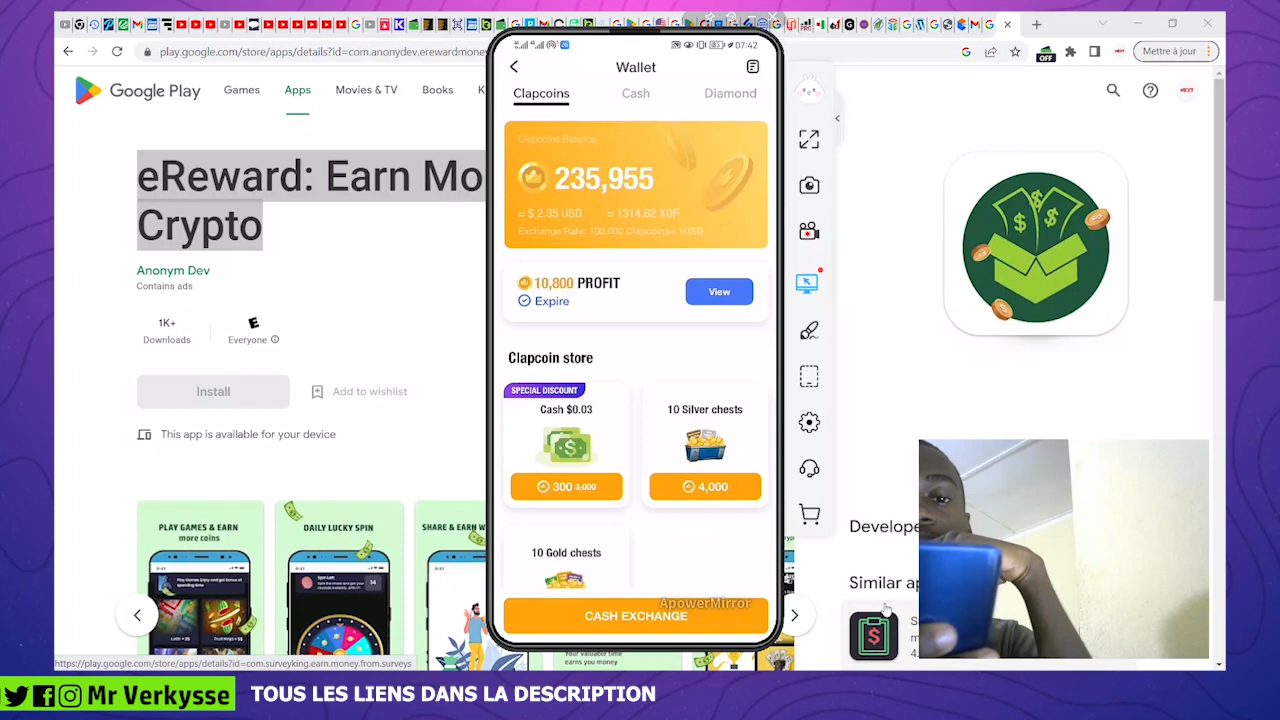 play.google.com/store/apps/details?id=com.anonydev.erewardmone
Mettre à jour
Google Play
Games
Apps
Movies & TV
Books
K
eReward: Earn Mo
Crypto
Anonym Dev
Contains ads
1K+
Downloads
E
Everyone
Install
Add to wishlist
This app is available for your device
PLAY GAMES & EARN
more coins
DAILY LUCKY SPIN
SHARE & EARN
07:42
Wallet
Clapcoins
Cash
Diamond
Clapcoins Balance
235,955
≈ $ 2.35 USD
≈ 1314.62 XOF
Exchange Rate: 100,000 Clapcoins= 1USD
10,800 PROFIT
Expire
View
Clapcoin store
SPECIAL DISCOUNT
Cash $0.03
300 3,000
10 Silver chests
4,000
10 Gold chests
ApowerMirror
CASH EXCHANGE
Your valuable time
earns you money
OFF
NEXT
Develope
Similar ap
https://play.google.com/store/apps/details?id=com.surveyking.earn.money.from.surveys
Mr Verkysse
TOUS LES LIENS DANS LA DESCRIPTION